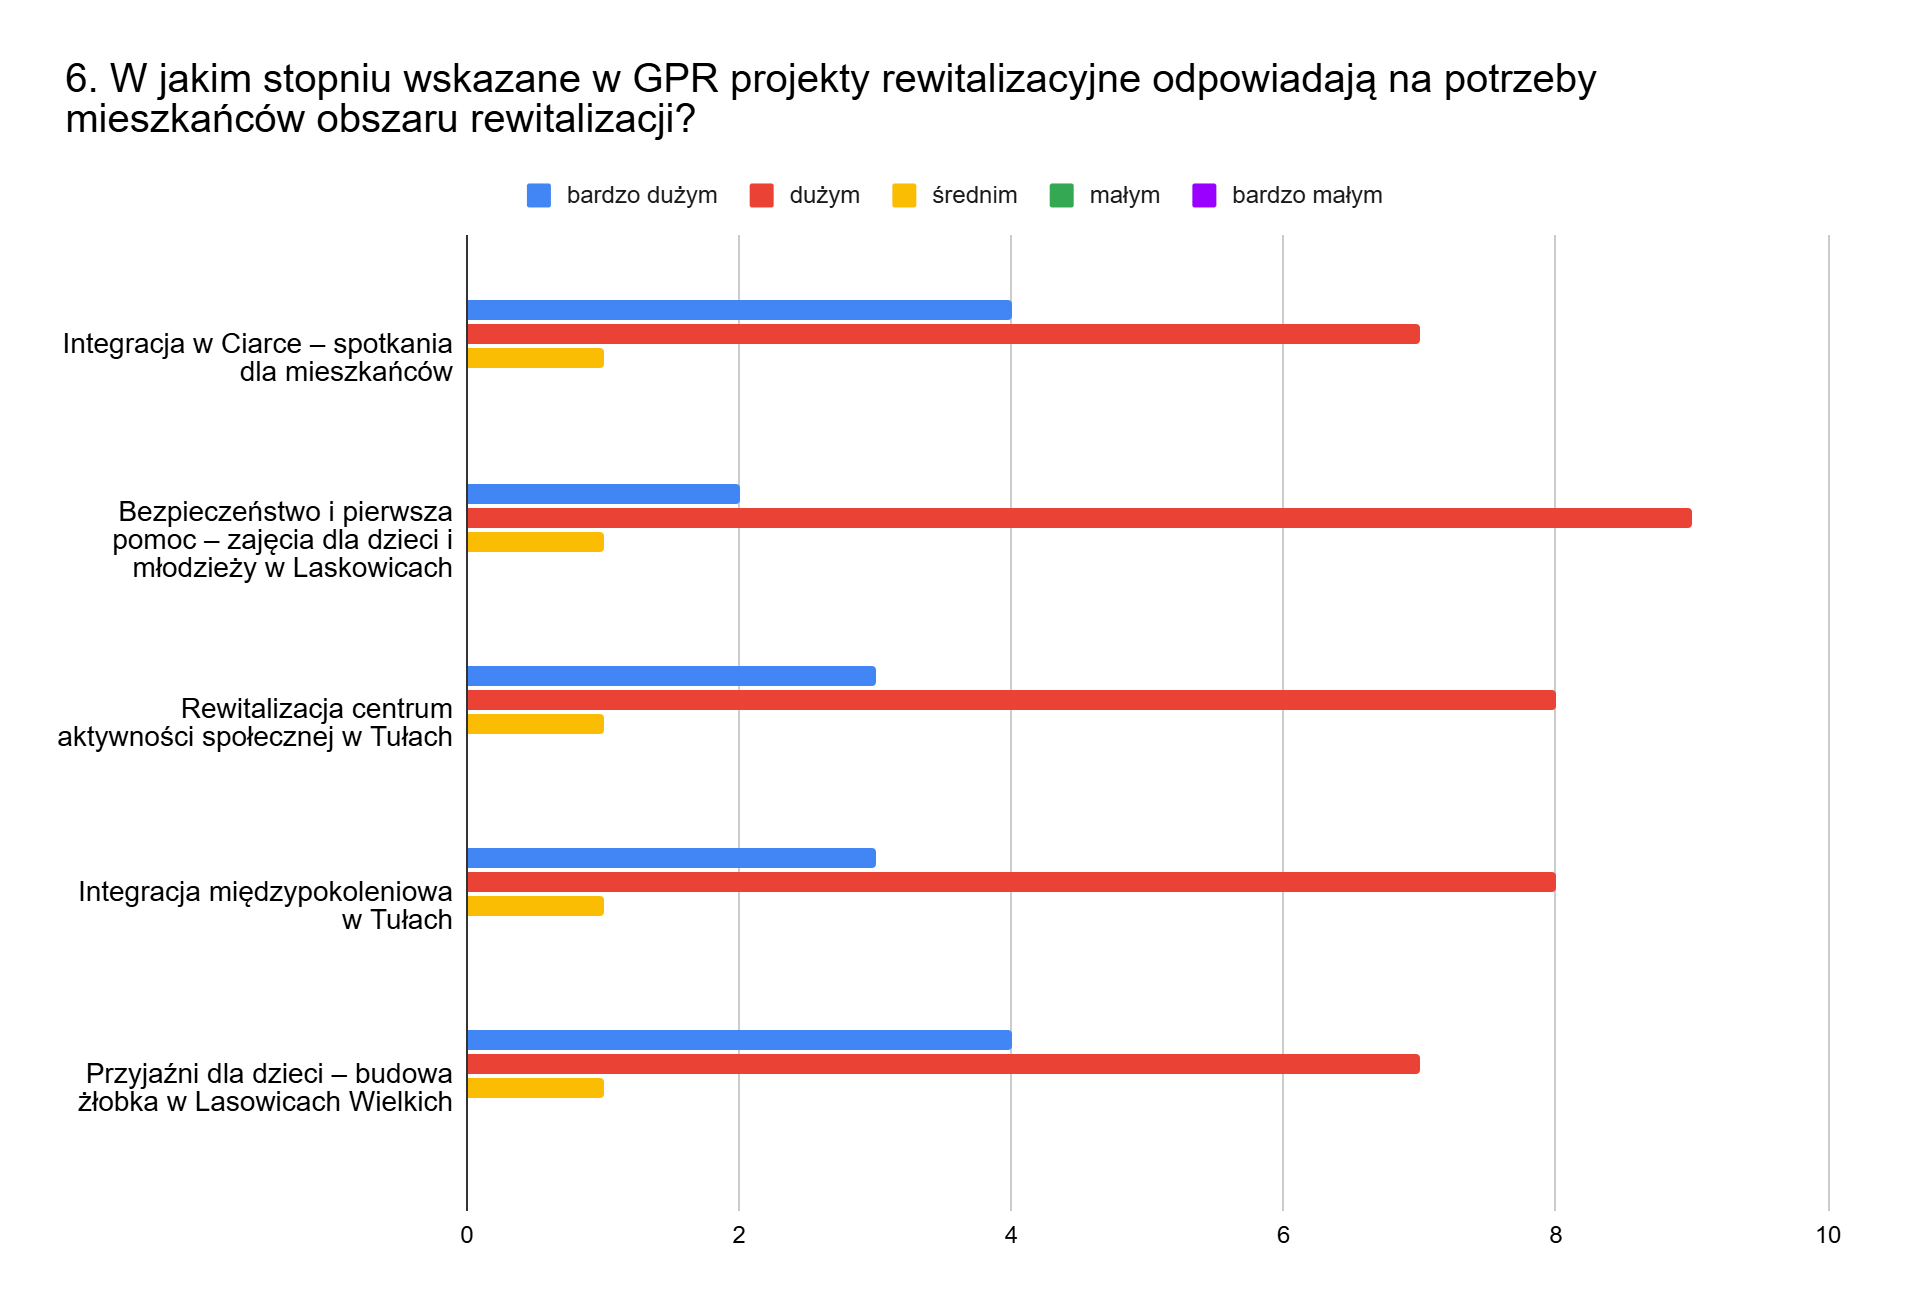 6. W jakim stopniu wskazane w GPR projekty rewitalizacyjne odpowiadają na potrzeby
mieszkańców obszaru rewitalizacji?
bardzo dużym
dużym
średnim
małym
bardzo małym
Integracja w Ciarce – spotkania
dla mieszkańców
Bezpieczeństwo i pierwsza
pomoc – zajęcia dla dzieci i
młodzieży w Laskowicach
Rewitalizacja centrum
aktywności społecznej w Tułach
Integracja międzypokoleniowa
w Tułach
Przyjaźni dla dzieci – budowa
żłobka w Lasowicach Wielkich
0
2
4
6
8
10